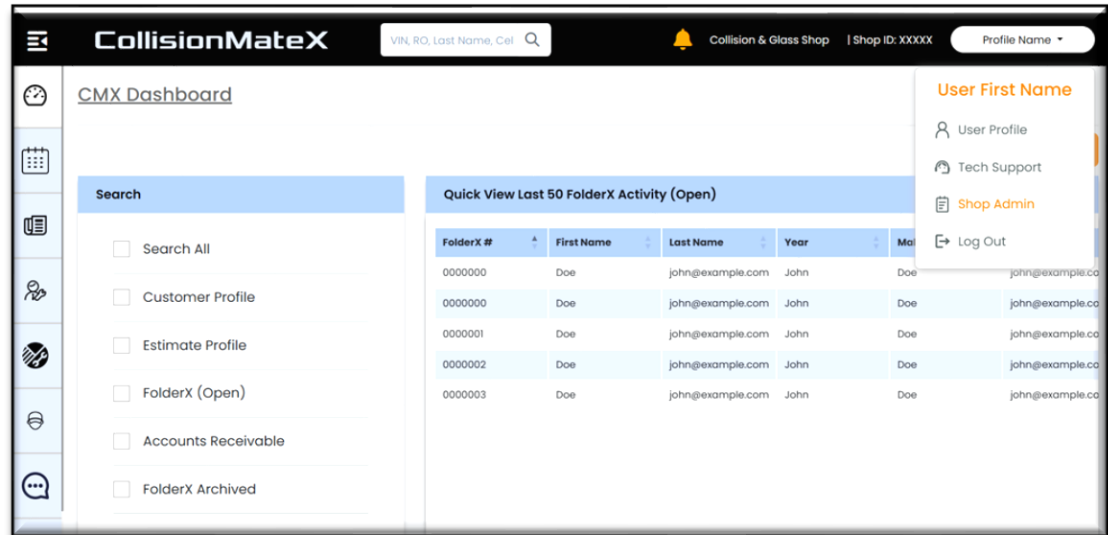 CollisionMateX
VIN, RO, Last Name, Cel
Collision & Glass Shop | Shop ID: XXXXX
Profile Name
CMX Dashboard
User First Name
User Profile
Tech Support
Shop Admin
Log Out
Search
Search All
Customer Profile
Estimate Profile
FolderX (Open)
Accounts Receivable
FolderX Archived
Quick View Last 50 FolderX Activity (Open)
FolderX # First Name Last Name Year
0000000 Doe john@example.com John Doe john@example.co
0000000 Doe john@example.com John Doe john@example.co
0000001 Doe john@example.com John Doe john@example.co
0000002 Doe john@example.com John Doe john@example.co
0000003 Doe john@example.com John Doe john@example.co